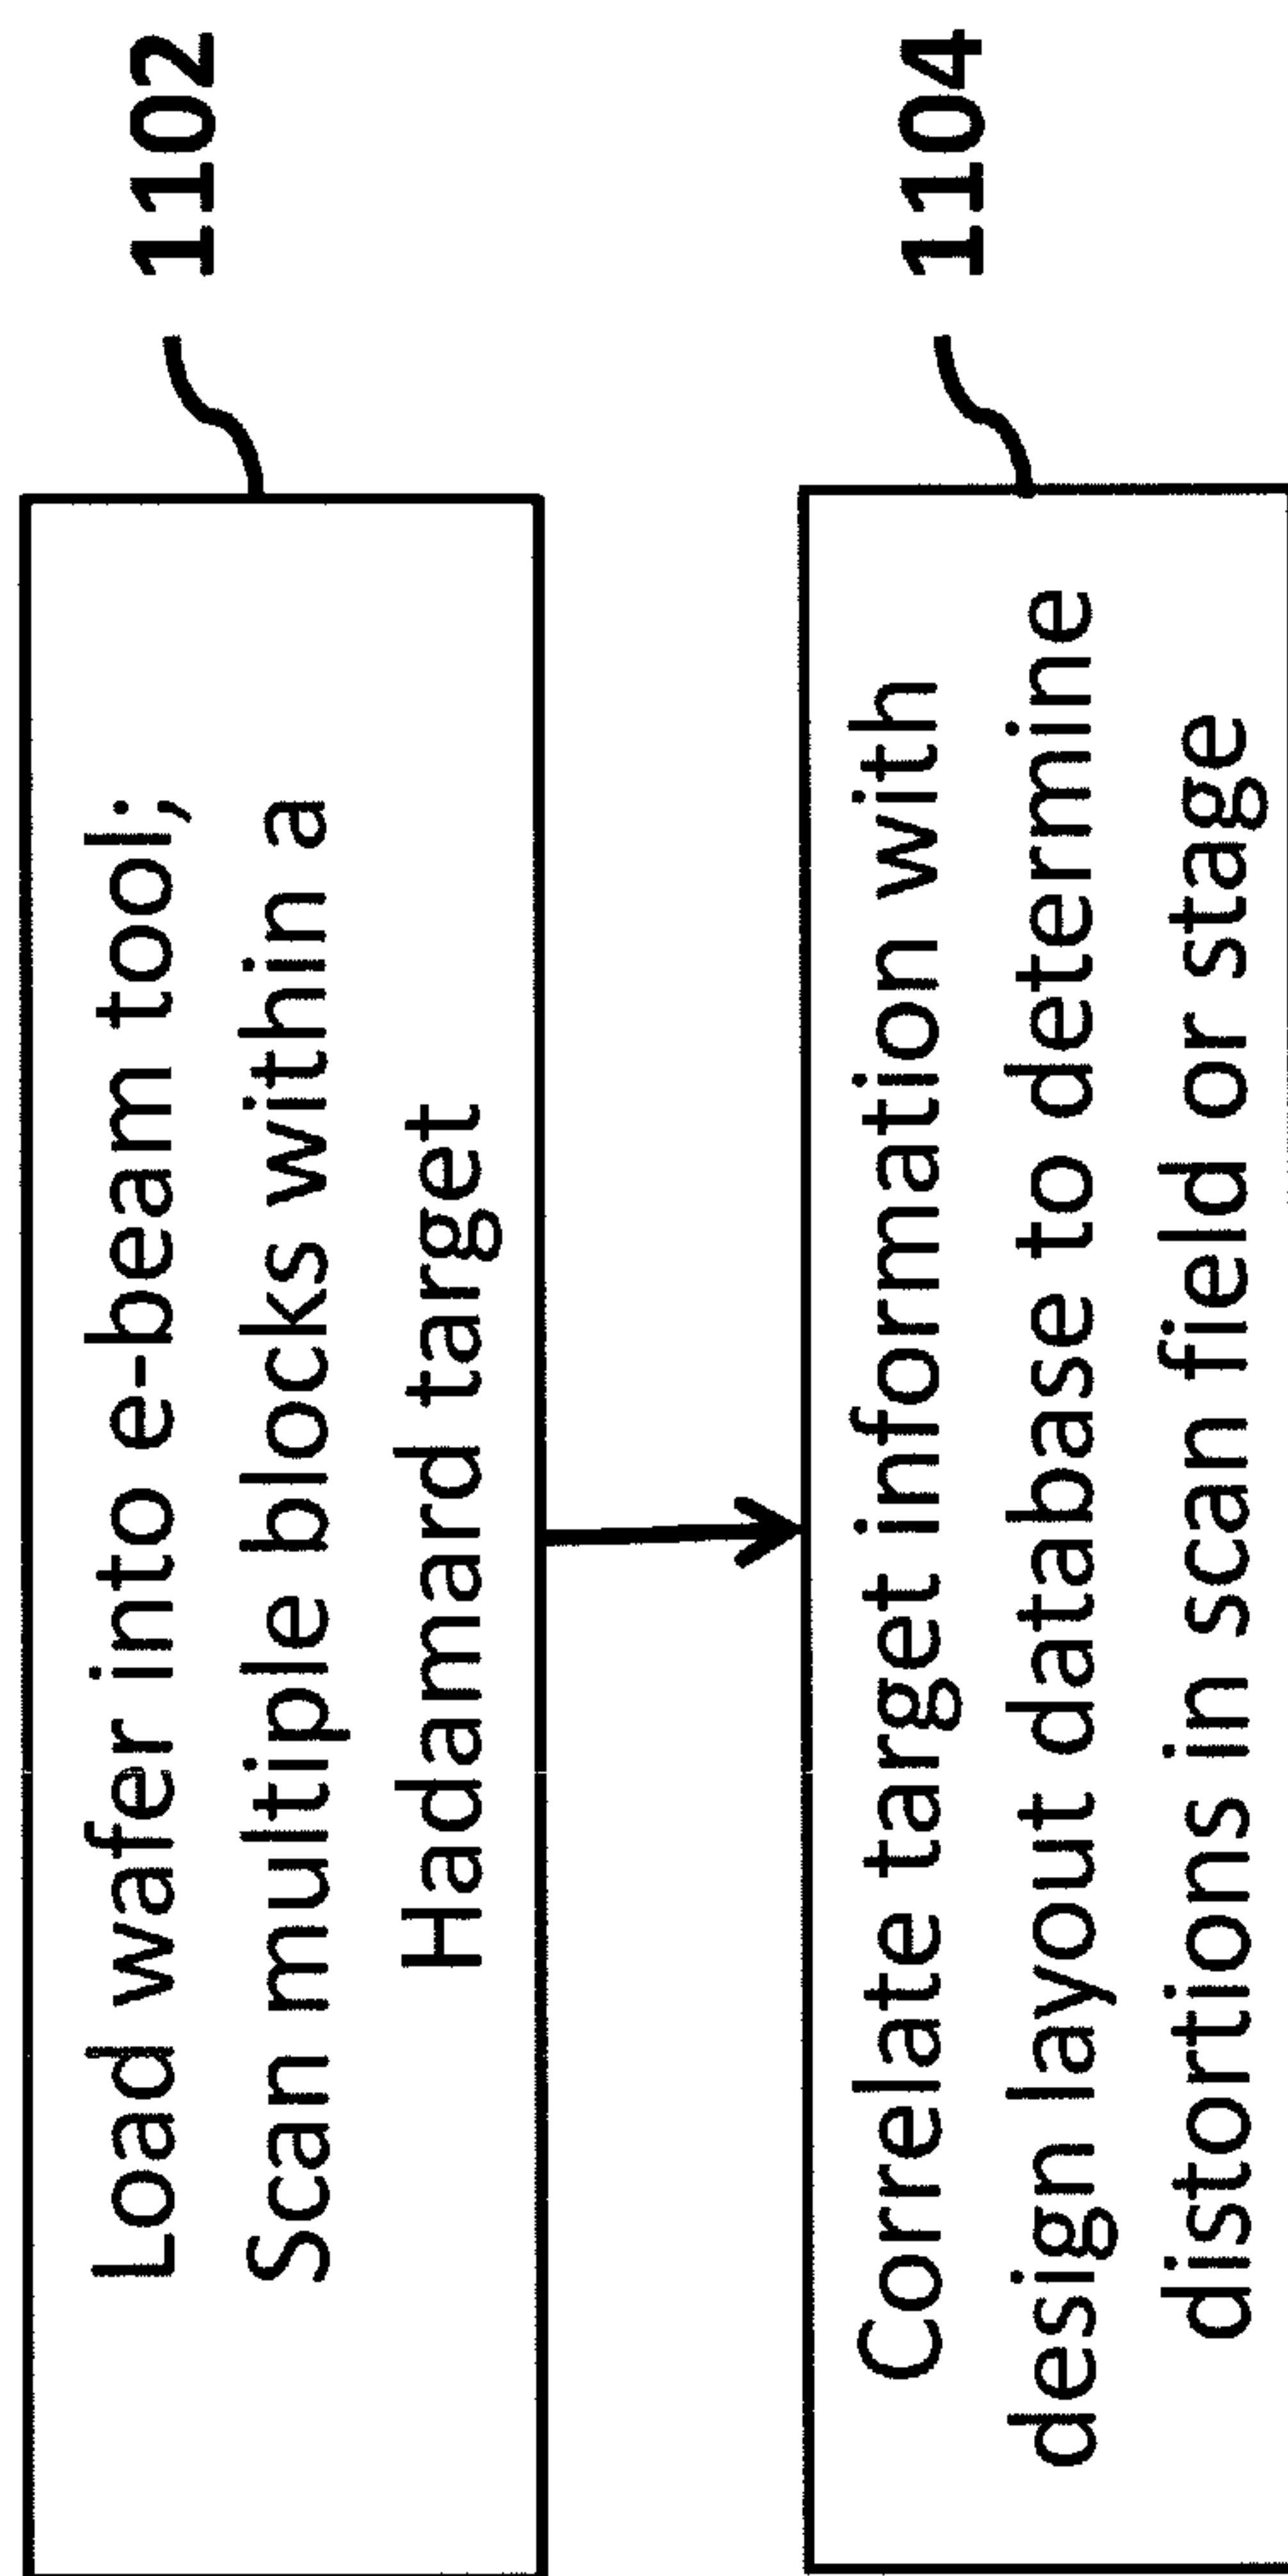 Load wafer into e-beam tool;
Scan multiple blocks within a
Hadamard target
1102
Correlate target information with
design layout database to determine
distortions in scan field or stage
1104